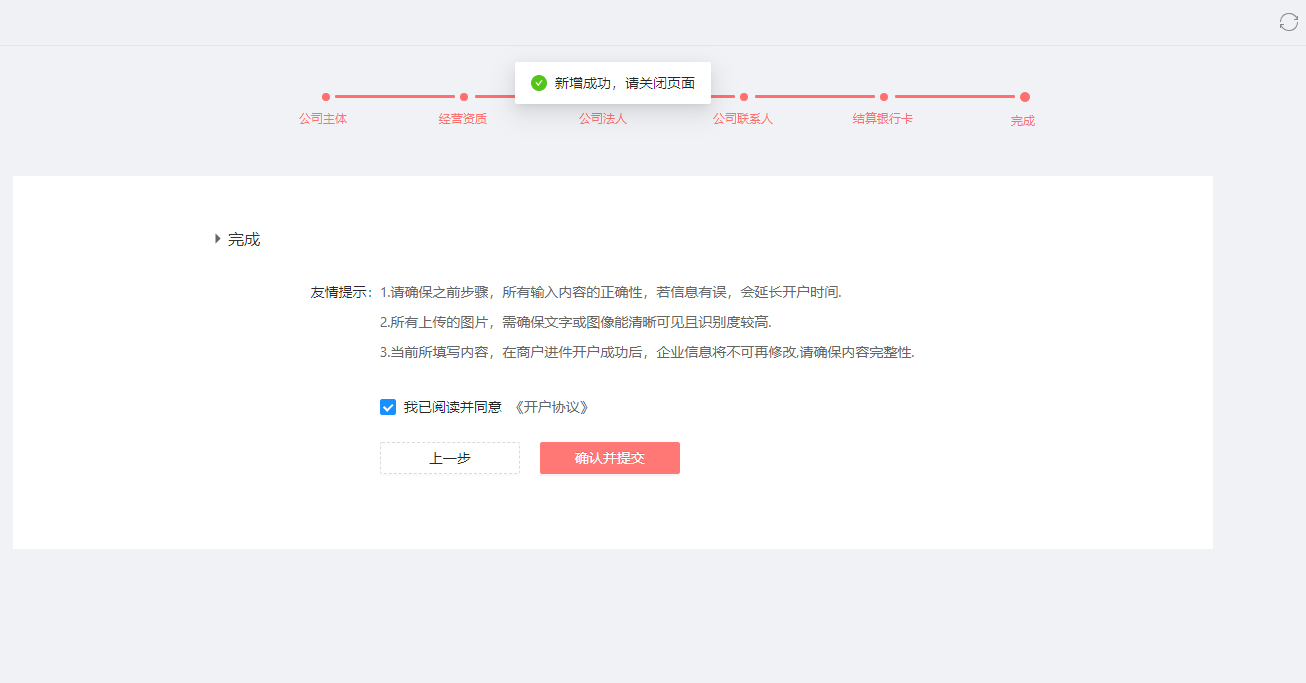 新增成功，请关闭页面
公司主体 经营资质 公司法人 公司联系人 结算银行卡 完成
完成
友情提示： 1.请确保之前步骤，所有输入内容的正确性，若信息有误，会延长开户时间.
2.所有上传的图片，需确保文字或图像能清晰可见且识别度较高.
3.当前所填写内容，在商户进件开户成功后，企业信息将不可再修改,请确保内容完整性.
我已阅读并同意 《开户协议》
上一步 确认并提交